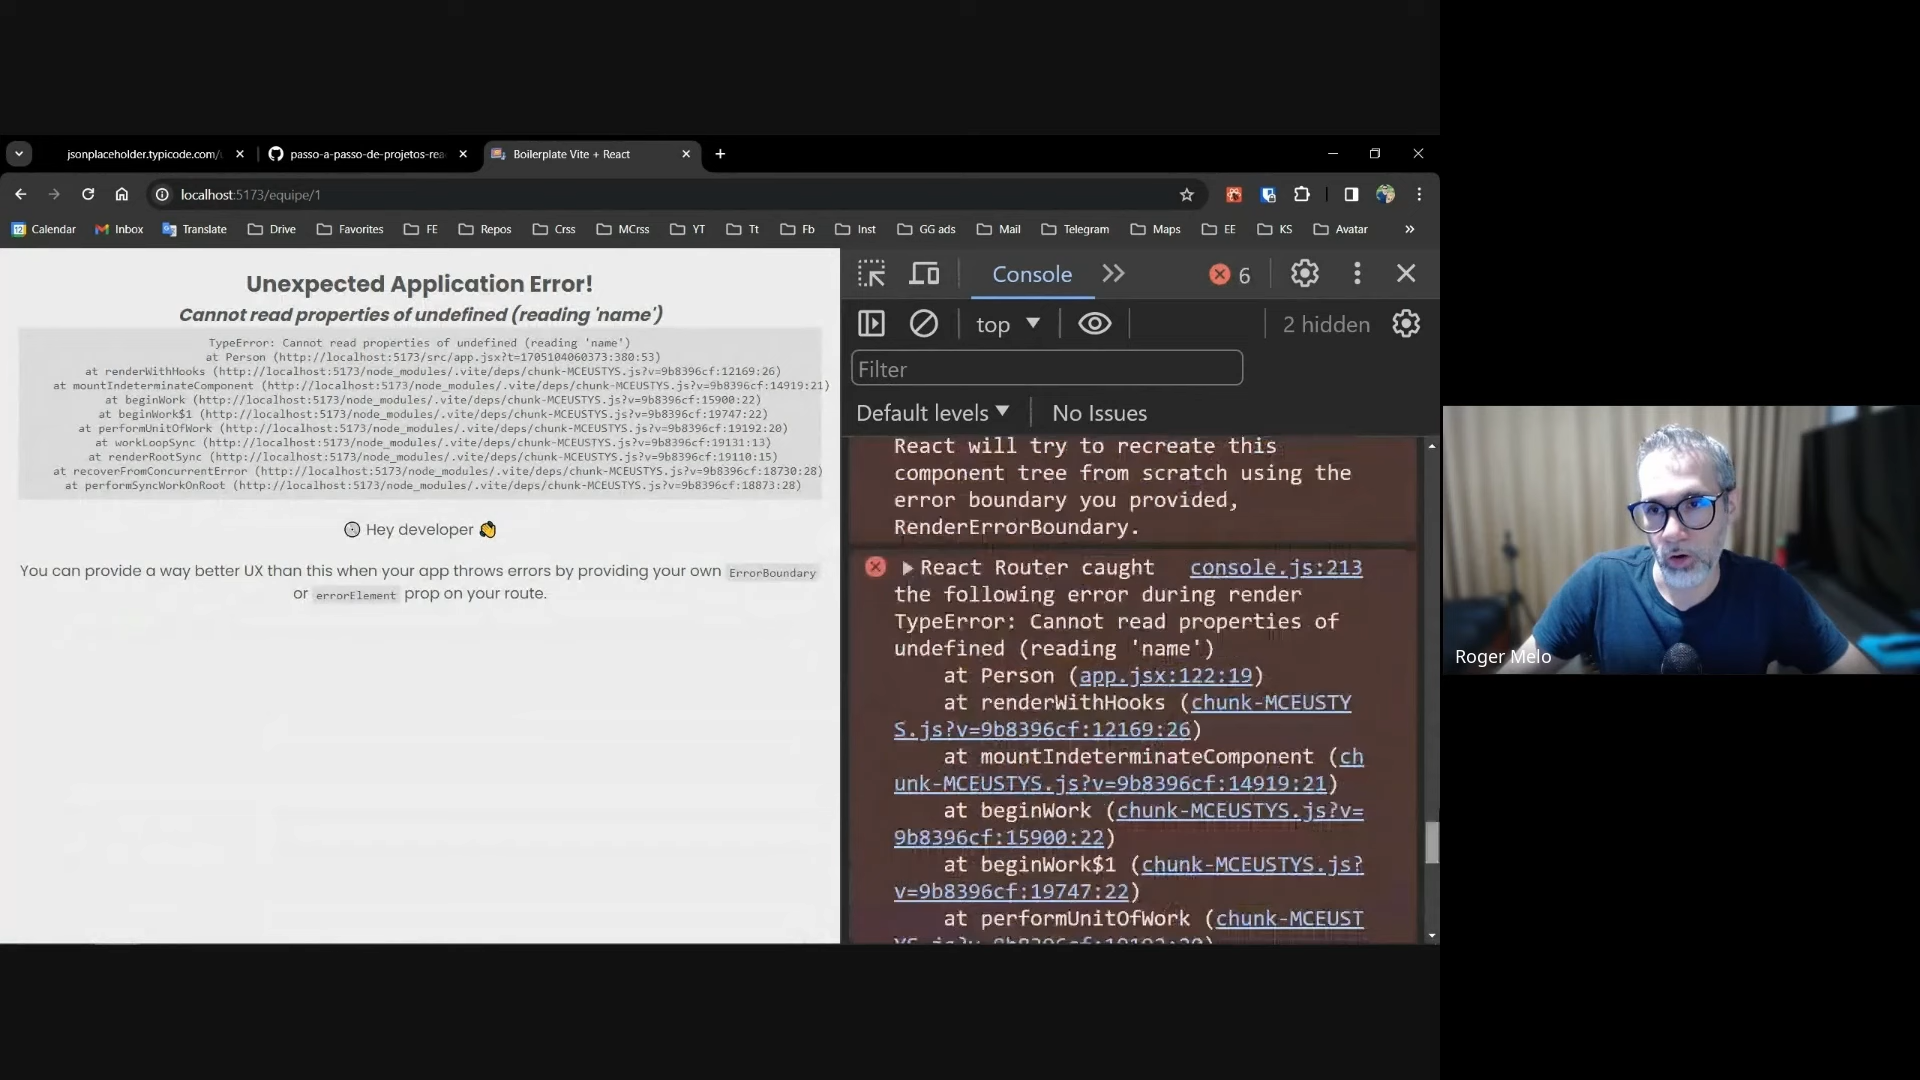 jsonplaceholder.typicode.com/
passo-a-passo-de-projetos-rea
Boilerplate Vite + React
localhost:5173/equipe/1
Calendar Inbox Translate Drive Favorites FE Repos Crss MCrss YT Tt Fb Inst GG ads Mail Telegram Maps EE KS Avatar »
Unexpected Application Error!
Cannot read properties of undefined (reading 'name')
TypeError: Cannot read properties of undefined (reading 'name')
at Person (http://localhost:5173/src/app.jsx?t=1705104060373:380:53)
at renderWithHooks (http://localhost:5173/node_modules/.vite/deps/chunk-MCEUSTYS.js?v=9b8396cf:12169:26)
at mountIndeterminateComponent (http://localhost:5173/node_modules/.vite/deps/chunk-MCEUSTYS.js?v=9b8396cf:14919:21)
at beginWork (http://localhost:5173/node_modules/.vite/deps/chunk-MCEUSTYS.js?v=9b8396cf:15900:22)
at beginWork$1 (http://localhost:5173/node_modules/.vite/deps/chunk-MCEUSTYS.js?v=9b8396cf:19747:22)
at performUnitOfWork (http://localhost:5173/node_modules/.vite/deps/chunk-MCEUSTYS.js?v=9b8396cf:19192:20)
at workLoopSync (http://localhost:5173/node_modules/.vite/deps/chunk-MCEUSTYS.js?v=9b8396cf:19131:13)
at renderRootSync (http://localhost:5173/node_modules/.vite/deps/chunk-MCEUSTYS.js?v=9b8396cf:19110:15)
at recoverFromConcurrentError (http://localhost:5173/node_modules/.vite/deps/chunk-MCEUSTYS.js?v=9b8396cf:18730:28)
at performSyncWorkOnRoot (http://localhost:5173/node_modules/.vite/deps/chunk-MCEUSTYS.js?v=9b8396cf:18873:28)
💿 Hey developer 👋
You can provide a way better UX than this when your app throws errors by providing your own ErrorBoundary
or errorElement prop on your route.
Console 6
top 2 hidden
Filter
Default levels No Issues
React will try to recreate this
component tree from scratch using the
error boundary you provided,
RenderErrorBoundary.
React Router caught console.js:213
the following error during render
TypeError: Cannot read properties of
undefined (reading 'name')
at Person (app.jsx:122:19)
at renderWithHooks (chunk-MCEUSTY
S.js?v=9b8396cf:12169:26)
at mountIndeterminateComponent (ch
unk-MCEUSTYS.js?v=9b8396cf:14919:21)
at beginWork (chunk-MCEUSTYS.js?v=
9b8396cf:15900:22)
at beginWork$1 (chunk-MCEUSTYS.js?
v=9b8396cf:19747:22)
at performUnitOfWork (chunk-MCEUST
YS.js?v=9b8396cf:19192:20)
Roger Melo